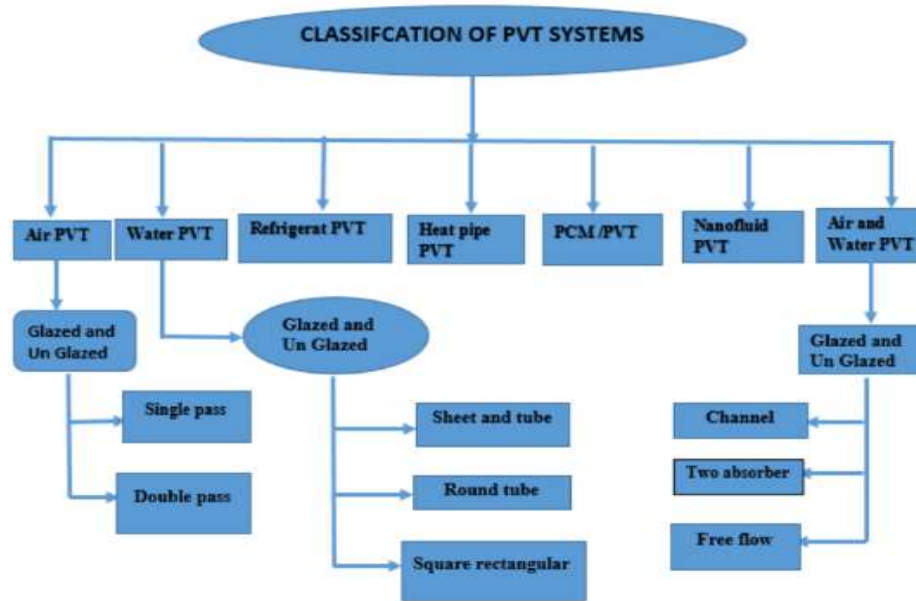 CLASSIFCATION OF PVT SYSTEMS
Air PVT
Water PVT
Refrigerat PVT
Heat pipe
PVT
PCM /PVT
Nanofluid
PVT
Air and
Water PVT
Glazed and
Un Glazed
Glazed and
Un Glazed
Glazed and
Un Glazed
Single pass
Double pass
Sheet and tube
Round tube
Square rectangular
Channel
Two absorber
Free flow